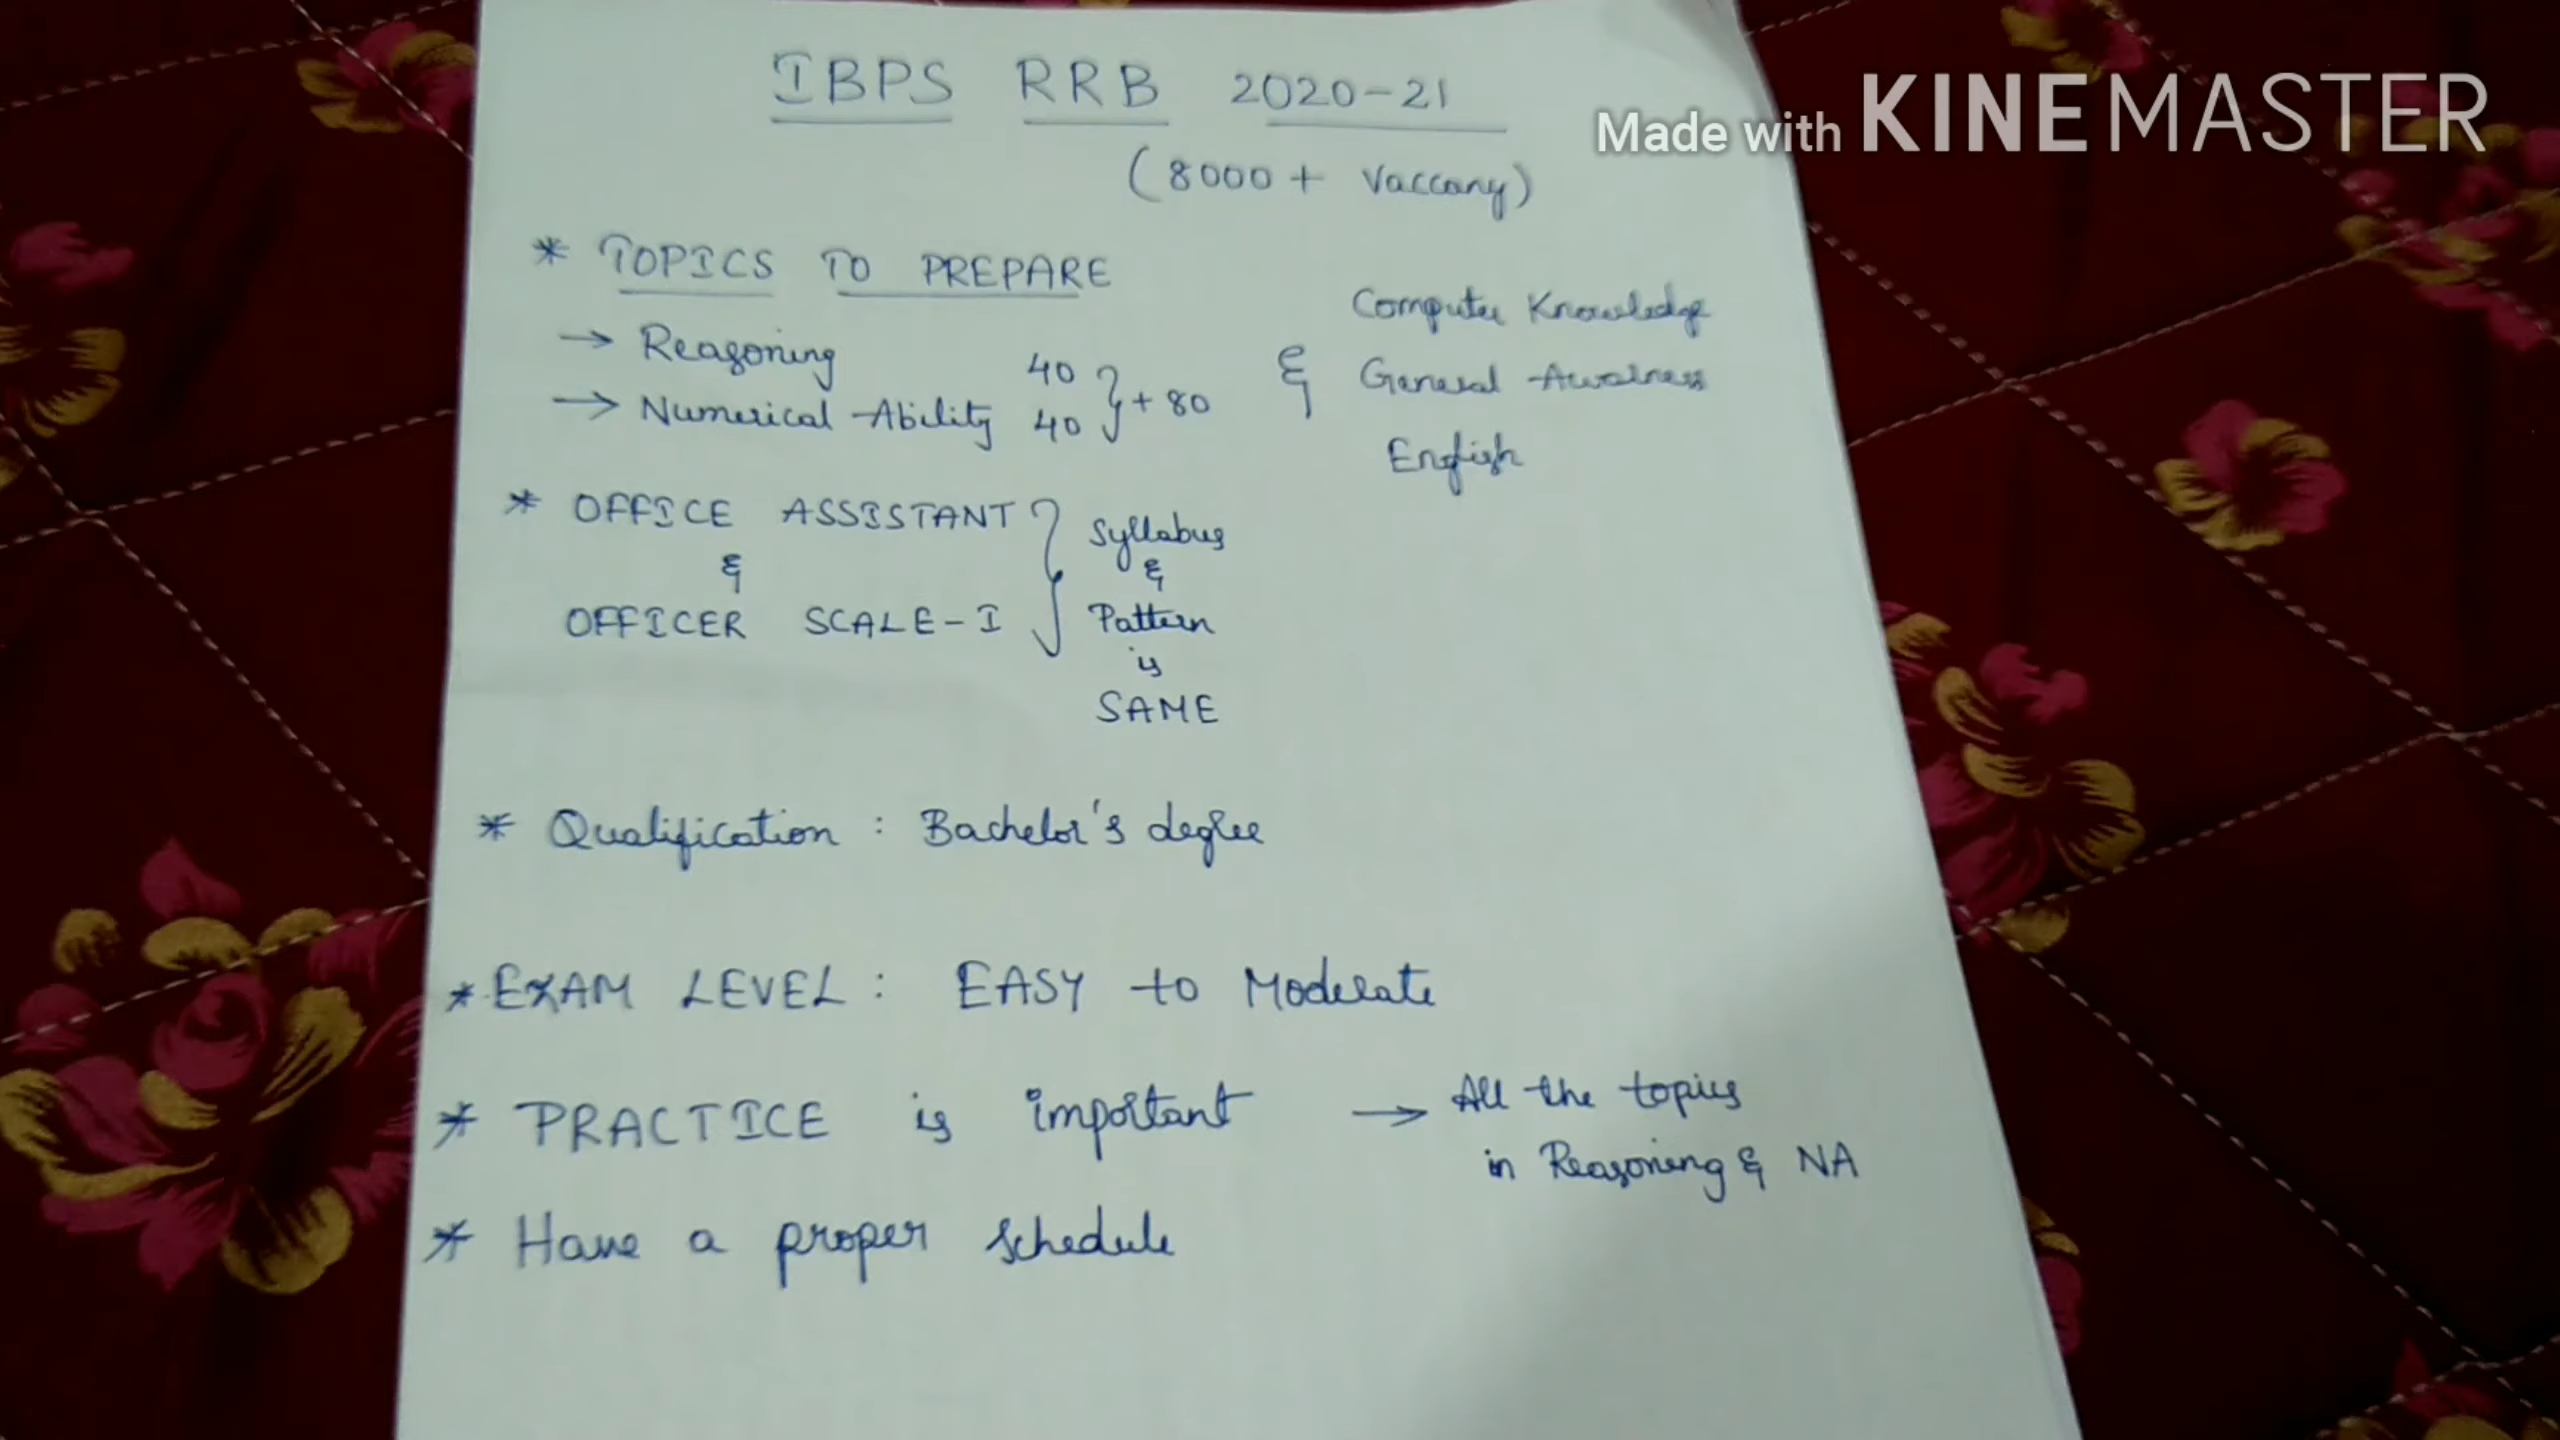 IBPS RRB 2020-21
Made with KINEMASTER
(8000+ Vaccany)
* TOPICS TO PREPARE
→ Reasoning 40
→ Numerical Ability 40 } + 80
& Computer Knowledge
General Awairness
English
* OFFICE ASSISTANT
&
OFFICER SCALE-I
} Syllabus
&
Pattern
is
SAME
* Qualification : Bachelor's degree
* EXAM LEVEL : EASY to Moderate
* PRACTICE is important → All the topics
in Reasoning & NA
* Have a proper schedule